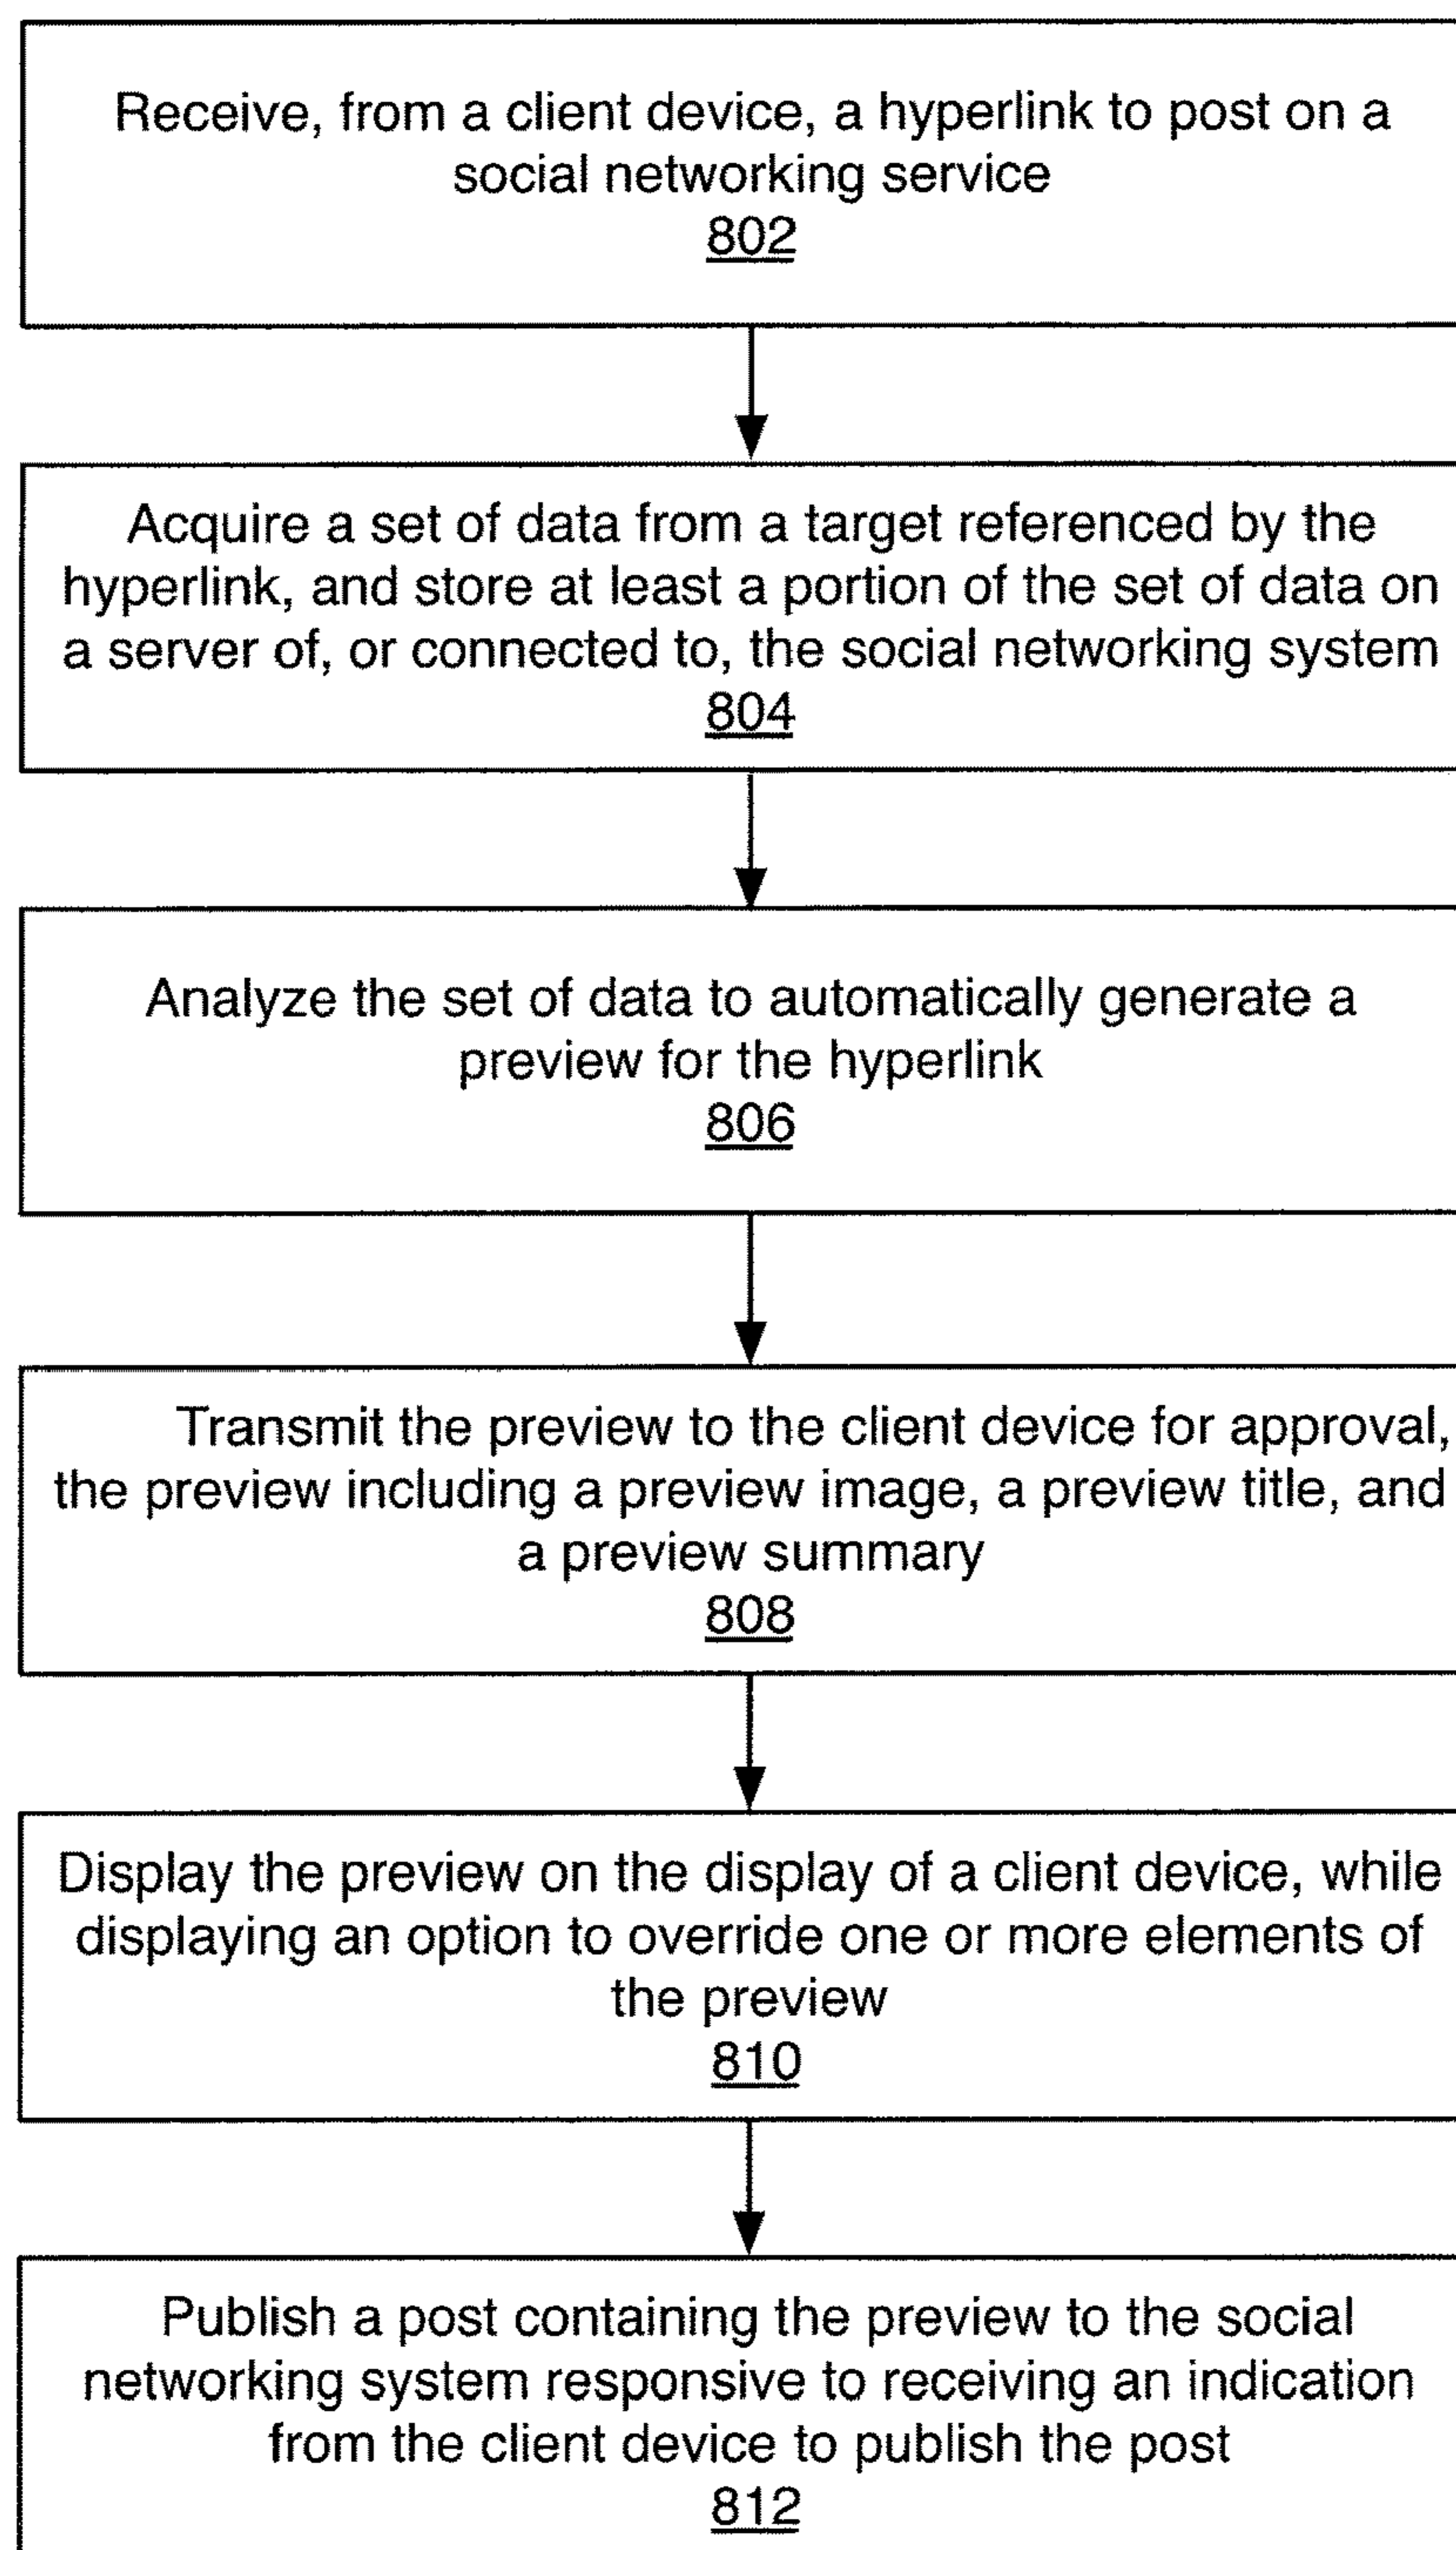 Receive, from a client device, a hyperlink to post on a
social networking service
802
Acquire a set of data from a target referenced by the
hyperlink, and store at least a portion of the set of data on
a server of, or connected to, the social networking system
804
Analyze the set of data to automatically generate a
preview for the hyperlink
806
Transmit the preview to the client device for approval,
the preview including a preview image, a preview title, and
a preview summary
808
Display the preview on the display of a client device, while
displaying an option to override one or more elements of
the preview
810
Publish a post containing the preview to the social
networking system responsive to receiving an indication
from the client device to publish the post
812